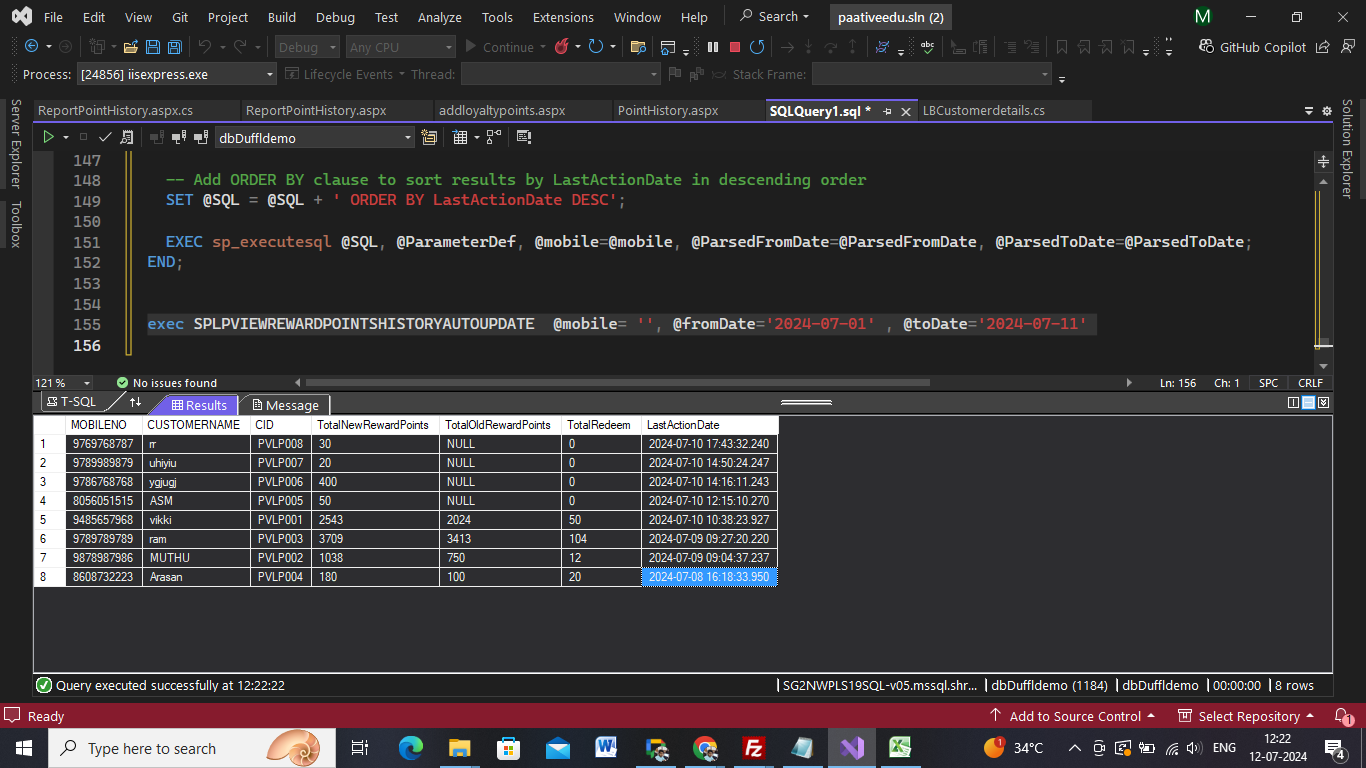 File Edit View Git Project Build Debug Test Analyze Tools Extensions Window Help Search paativeedu.sln (2) M
Debug Any CPU Continue abc GitHub Copilot
Process: [24856] iisexpress.exe Lifecycle Events Thread: Stack Frame:
Server Explorer
Toolbox
Solution Explorer
ReportPointHistory.aspx.cs ReportPointHistory.aspx addloyaltypoints.aspx PointHistory.aspx SQLQuery1.sql * LBCustomerdetails.cs
dbDuffldemo
147
148 -- Add ORDER BY clause to sort results by LastActionDate in descending order
149 SET @SQL = @SQL + ' ORDER BY LastActionDate DESC';
150
151 EXEC sp_executesql @SQL, @ParameterDef, @mobile=@mobile, @ParsedFromDate=@ParsedFromDate, @ParsedToDate=@ParsedToDate;
152 END;
153
154
155 exec SPLPVIEWREWARDPOINTSHISTORYAUTOUPDATE @mobile= '', @fromDate='2024-07-01' , @toDate='2024-07-11'
156
121 % No issues found Ln: 156 Ch: 1 SPC CRLF
T-SQL Results Message
MOBILENO CUSTOMERNAME CID TotalNewRewardPoints TotalOldRewardPoints TotalRedeem LastActionDate
1 9769768787 rr PVLP008 30 NULL 0 2024-07-10 17:43:32.240
2 9789989879 uhiyiu PVLP007 20 NULL 0 2024-07-10 14:50:24.247
3 9786768768 ygjugj PVLP006 400 NULL 0 2024-07-10 14:16:11.243
4 8056051515 ASM PVLP005 50 NULL 0 2024-07-10 12:15:10.270
5 9485657968 vikki PVLP001 2543 2024 50 2024-07-10 10:38:23.927
6 9789789789 ram PVLP003 3709 3413 104 2024-07-09 09:27:20.220
7 9878987986 MUTHU PVLP002 1038 750 12 2024-07-09 09:04:37.237
8 8608732223 Arasan PVLP004 180 100 20 2024-07-08 16:18:33.950
Query executed successfully at 12:22:22 SG2NWPLS19SQL-v05.mssql.shr... dbDuffldemo (1184) dbDuffldemo 00:00:00 8 rows
Ready Add to Source Control Select Repository 1
Type here to search 1 34°C ENG 12:22
12-07-2024 4